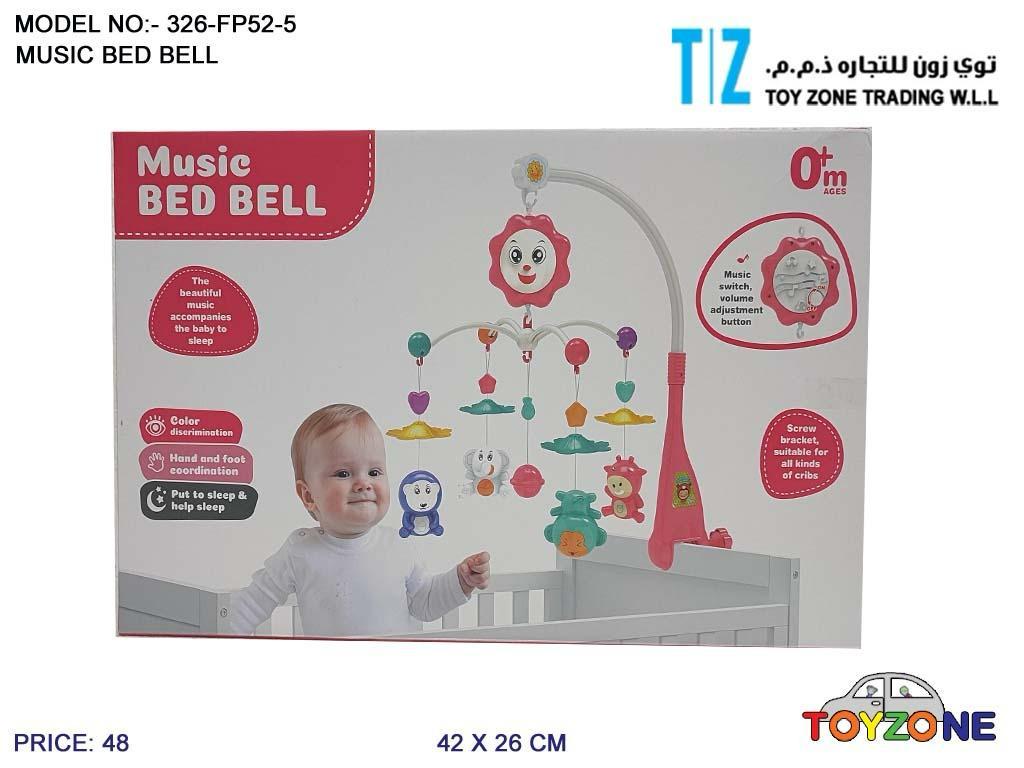 MODEL NO:- 326-FP52-5
MUSIC BED BELL
TZ
توي زون للتجاره ذ.م.م.
TOY ZONE TRADING W.L.L
Music
BED BELL
0+m
AGES
The
beautiful
music
accompanies
the baby to
sleep
Music
switch,
volume
adjustment
button
ON
OFF
Color
discrimination
Hand and foot
coordination
Put to sleep &
help sleep
Screw
bracket,
suitable for
all kinds
of cribs
TOYZONE
PRICE: 48
42 X 26 CM